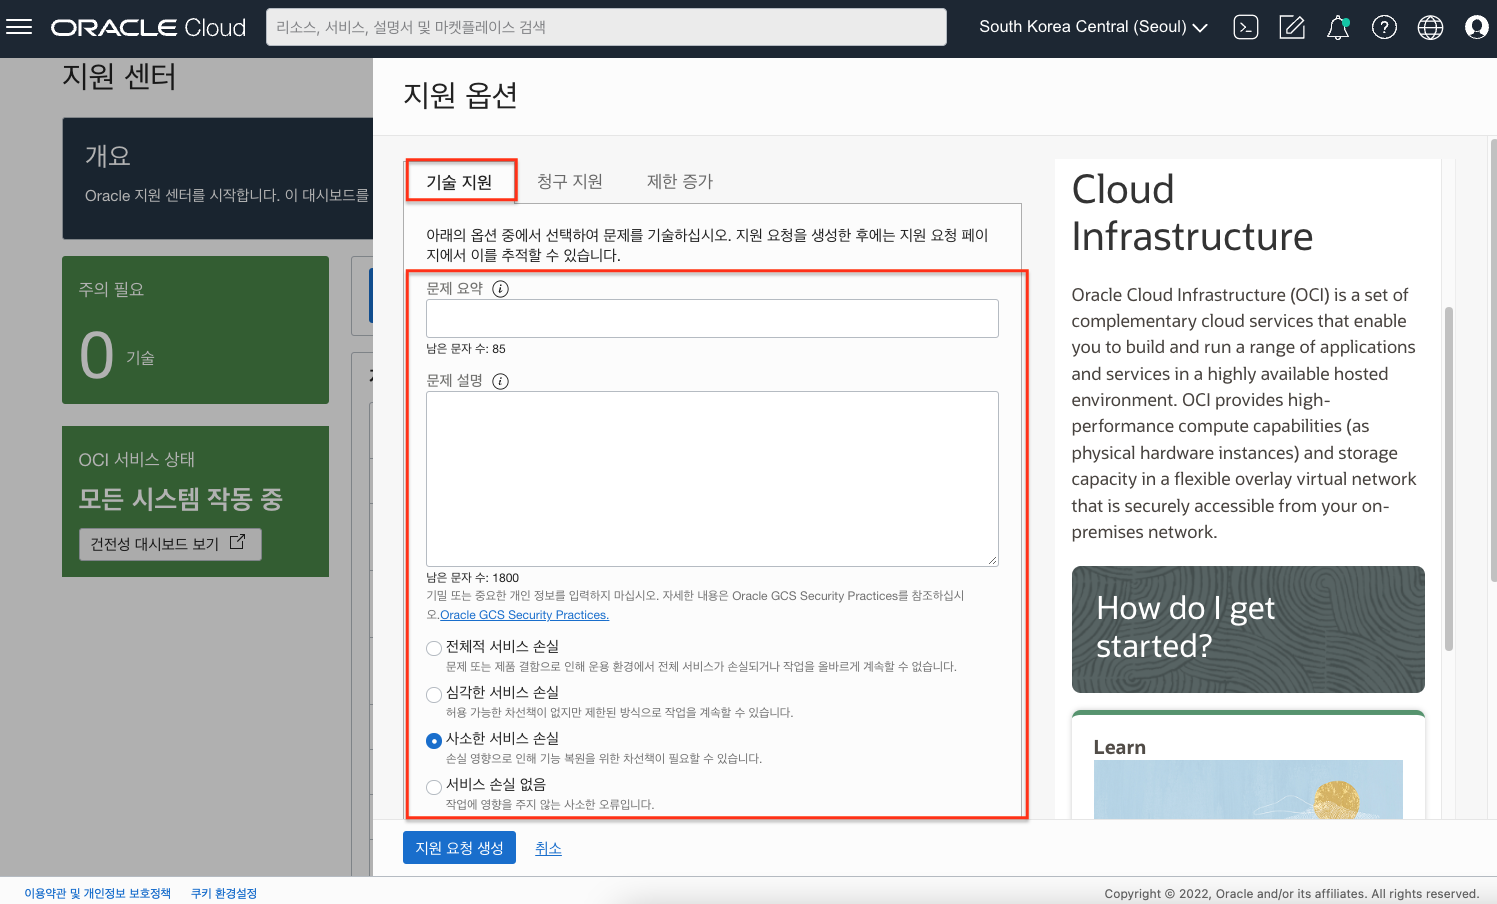 ORACLE Cloud
리소스, 서비스, 설명서 및 마켓플레이스 검색
South Korea Central (Seoul)
지원 센터
개요
Oracle 지원 센터를 시작합니다. 이 대시보드를
주의 필요
0 기술
OCI 서비스 상태
모든 시스템 작동 중
건전성 대시보드 보기
지원 옵션
기술 지원
청구 지원
제한 증가
아래의 옵션 중에서 선택하여 문제를 기술하십시오. 지원 요청을 생성한 후에는 지원 요청 페이
지에서 이를 추적할 수 있습니다.
문제 요약
남은 문자 수: 85
문제 설명
남은 문자 수: 1800
기밀 또는 중요한 개인 정보를 입력하지 마십시오. 자세한 내용은 Oracle GCS Security Practices를 참조하십시
오.Oracle GCS Security Practices.
전체적 서비스 손실
문제 또는 제품 결함으로 인해 운용 환경에서 전체 서비스가 손실되거나 작업을 올바르게 계속할 수 없습니다.
심각한 서비스 손실
허용 가능한 차선책이 없지만 제한된 방식으로 작업을 계속할 수 있습니다.
사소한 서비스 손실
손실 영향으로 인해 기능 복원을 위한 차선책이 필요할 수 있습니다.
서비스 손실 없음
작업에 영향을 주지 않는 사소한 오류입니다.
지원 요청 생성
취소
Cloud
Infrastructure
Oracle Cloud Infrastructure (OCI) is a set of
complementary cloud services that enable
you to build and run a range of applications
and services in a highly available hosted
environment. OCI provides high-
performance compute capabilities (as
physical hardware instances) and storage
capacity in a flexible overlay virtual network
that is securely accessible from your on-
premises network.
How do I get
started?
Learn
이용약관 및 개인정보 보호정책
쿠키 환경설정
Copyright © 2022, Oracle and/or its affiliates. All rights reserved.